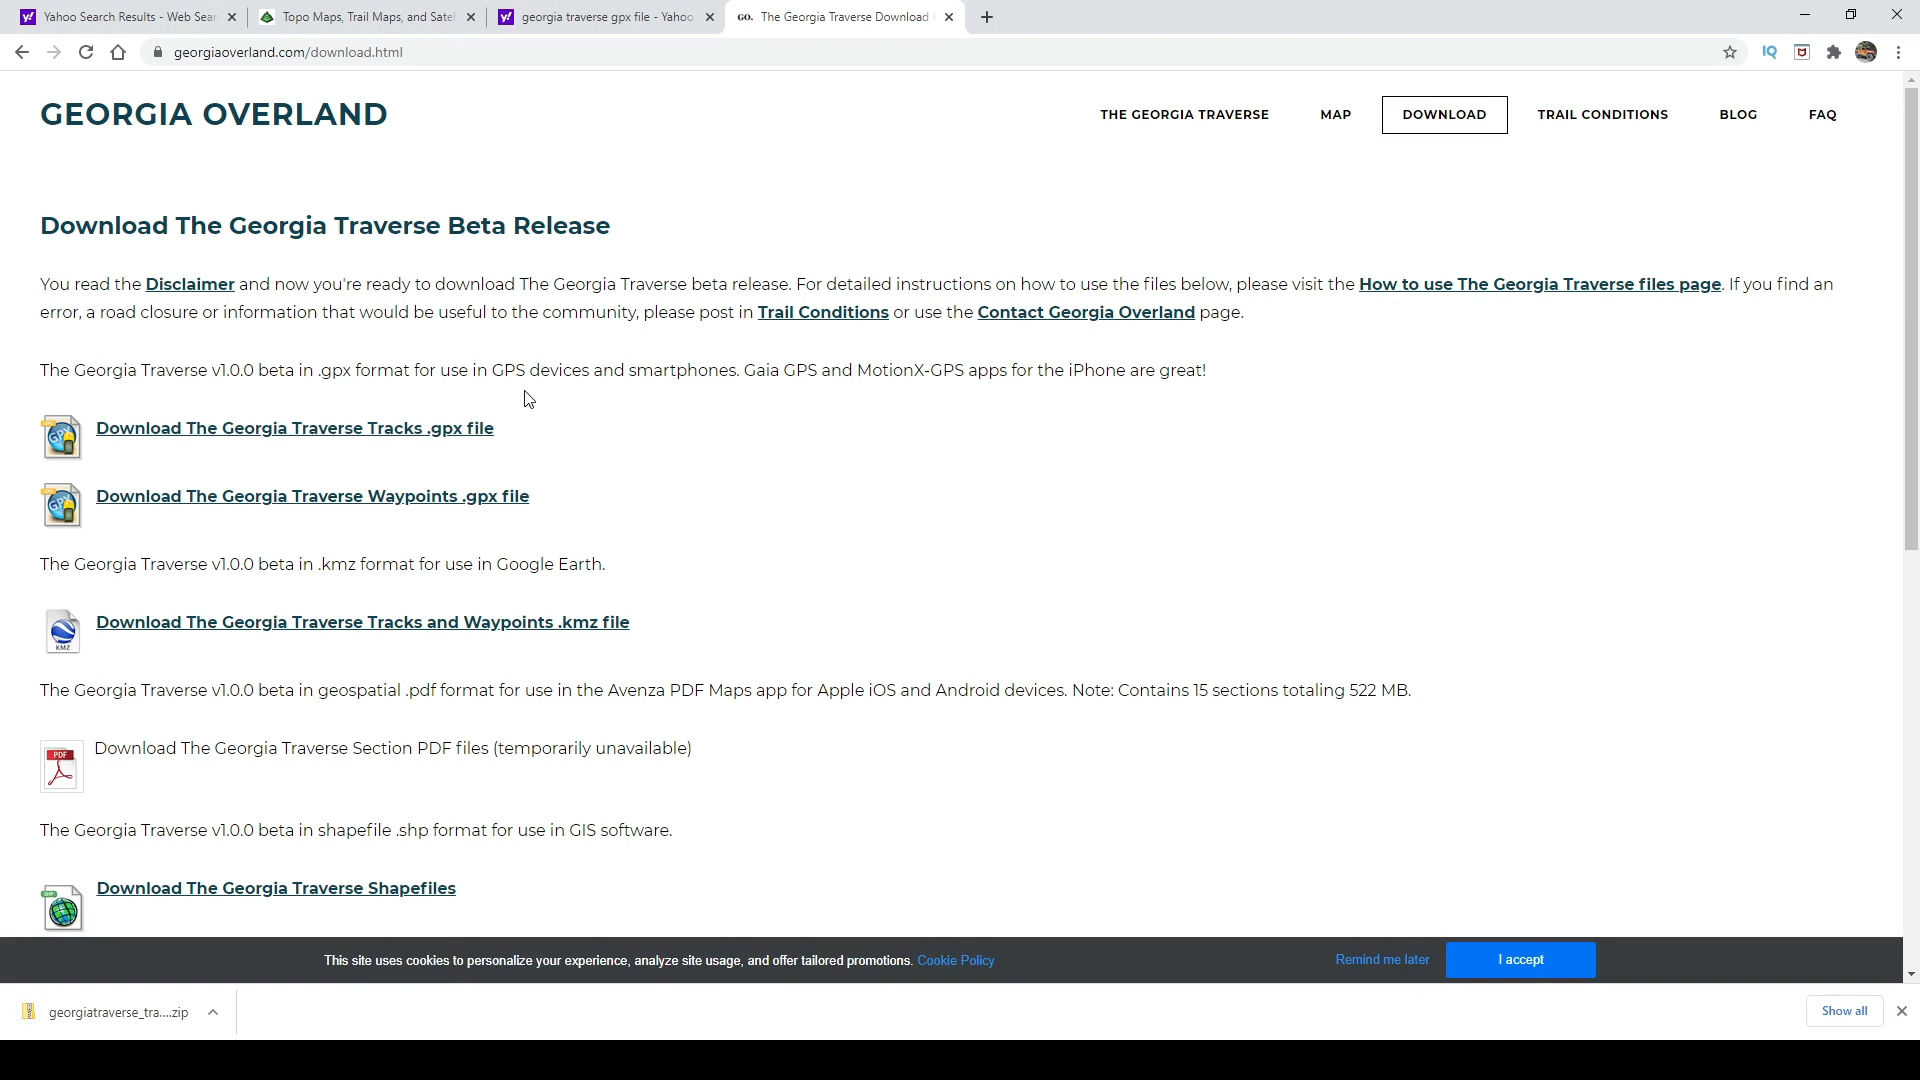 Yahoo Search Results - Web Sear
Topo Maps, Trail Maps, and Satel
georgia traverse gpx file - Yahoo
GO. The Georgia Traverse Download
georgiaoverland.com/download.html
IQ
GEORGIA OVERLAND
THE GEORGIA TRAVERSE
MAP
DOWNLOAD
TRAIL CONDITIONS
BLOG
FAQ
Download The Georgia Traverse Beta Release
You read the Disclaimer and now you're ready to download The Georgia Traverse beta release. For detailed instructions on how to use the files below, please visit the How to use The Georgia Traverse files page. If you find an
error, a road closure or information that would be useful to the community, please post in Trail Conditions or use the Contact Georgia Overland page.
The Georgia Traverse v1.0.0 beta in .gpx format for use in GPS devices and smartphones. Gaia GPS and MotionX-GPS apps for the iPhone are great!
Download The Georgia Traverse Tracks .gpx file
Download The Georgia Traverse Waypoints .gpx file
The Georgia Traverse v1.0.0 beta in .kmz format for use in Google Earth.
KMZ
Download The Georgia Traverse Tracks and Waypoints .kmz file
The Georgia Traverse v1.0.0 beta in geospatial .pdf format for use in the Avenza PDF Maps app for Apple iOS and Android devices. Note: Contains 15 sections totaling 522 MB.
PDF
Download The Georgia Traverse Section PDF files (temporarily unavailable)
The Georgia Traverse v1.0.0 beta in shapefile .shp format for use in GIS software.
SHP
Download The Georgia Traverse Shapefiles
This site uses cookies to personalize your experience, analyze site usage, and offer tailored promotions. Cookie Policy
Remind me later
I accept
georgiatraverse_tra....zip
Show all